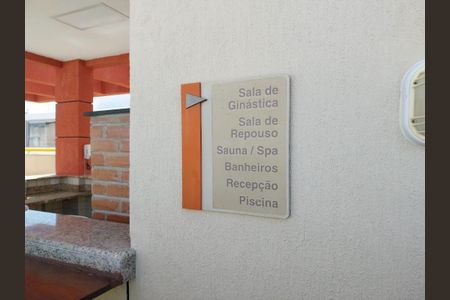 Sala de
Ginástica
Sala de
Repouso
Sauna / Spa
Banheiros
Recepção
Piscina